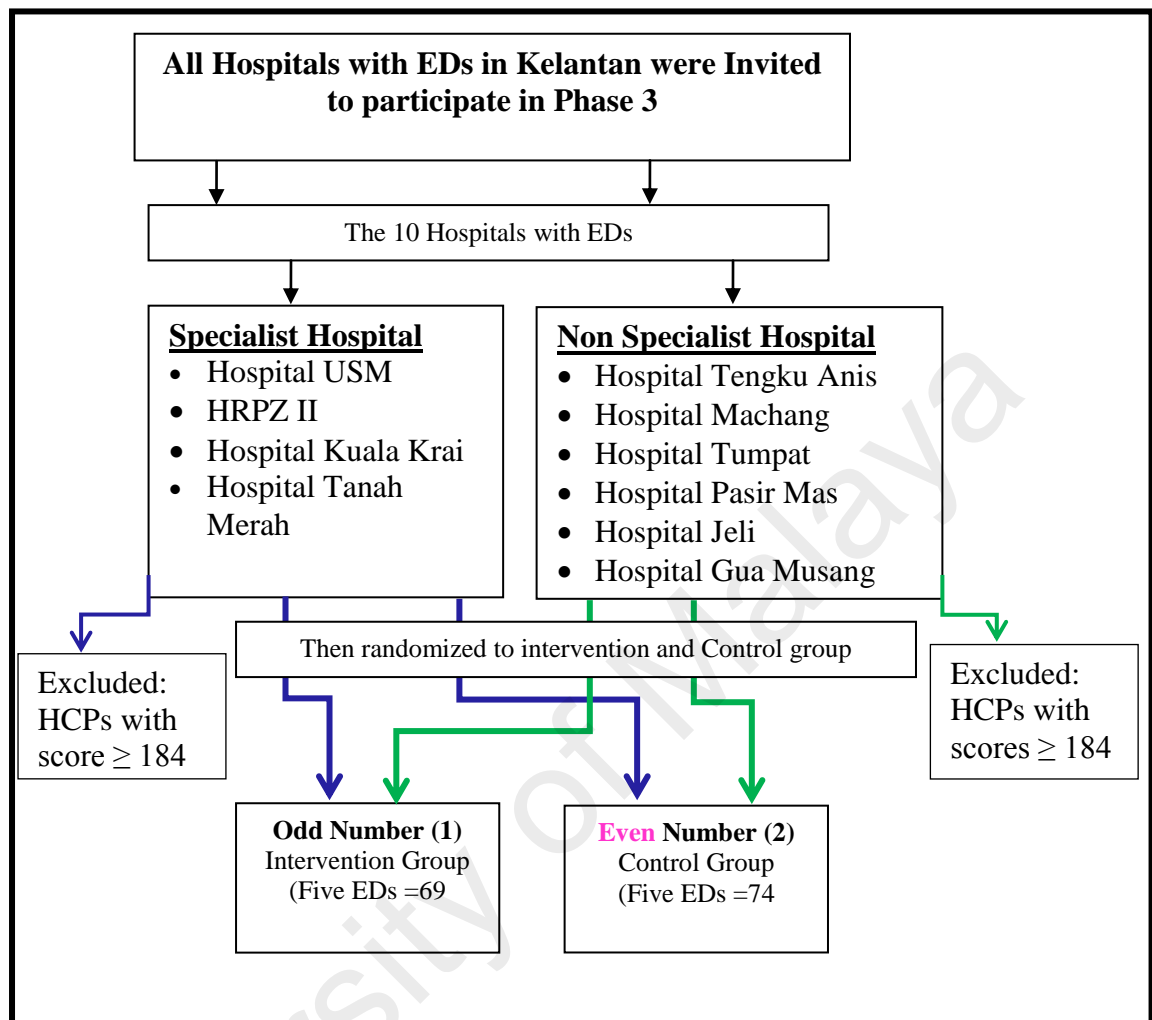 All Hospitals with EDs in Kelantan were Invited
to participate in Phase 3
The 10 Hospitals with EDs
Specialist Hospital
• Hospital USM
• HRPZ II
• Hospital Kuala Krai
• Hospital Tanah
Merah
Non Specialist Hospital
• Hospital Tengku Anis
• Hospital Machang
• Hospital Tumpat
• Hospital Pasir Mas
• Hospital Jeli
• Hospital Gua Musang
Then randomized to intervention and Control group
Excluded:
HCPs with
score ≥ 184
Excluded:
HCPs with
scores ≥ 184
Odd Number (1)
Intervention Group
(Five EDs =69
Even Number (2)
Control Group
(Five EDs =74
rsity of Malaya